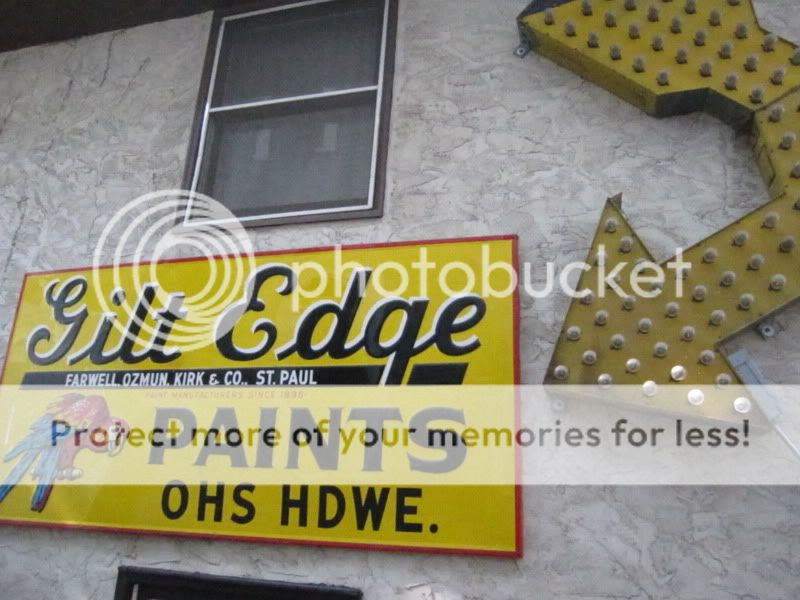 Gilt Edge
photobucket
FARWELL, OZMUN, KIRK & CO., ST. PAUL
PAINT MANUFACTURERS SINCE 1890
PAINTS
Protect more of your memories for less!
OHS HDWE.